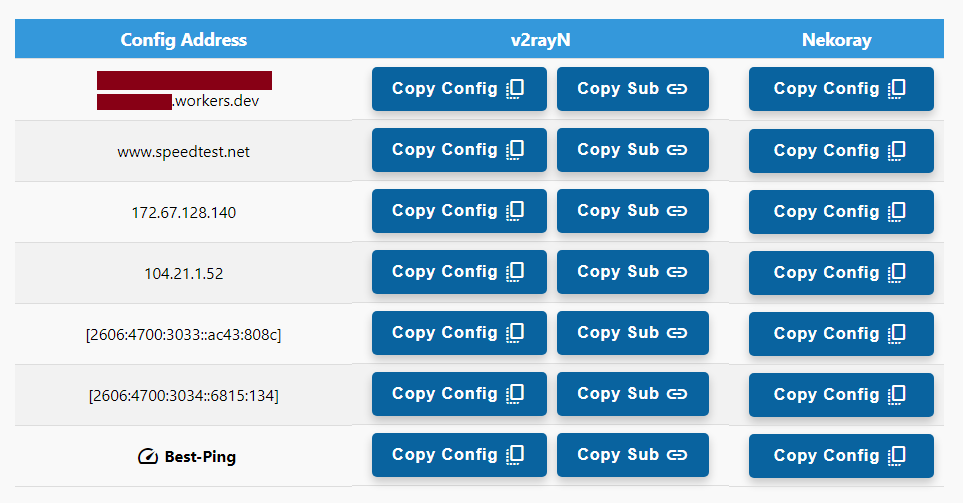 Config Address v2rayN Nekoray
.workers.dev Copy Config Copy Sub Copy Config
www.speedtest.net Copy Config Copy Sub Copy Config
172.67.128.140 Copy Config Copy Sub Copy Config
104.21.1.52 Copy Config Copy Sub Copy Config
[2606:4700:3033::ac43:808c] Copy Config Copy Sub Copy Config
[2606:4700:3034::6815:134] Copy Config Copy Sub Copy Config
Best-Ping Copy Config Copy Sub Copy Config